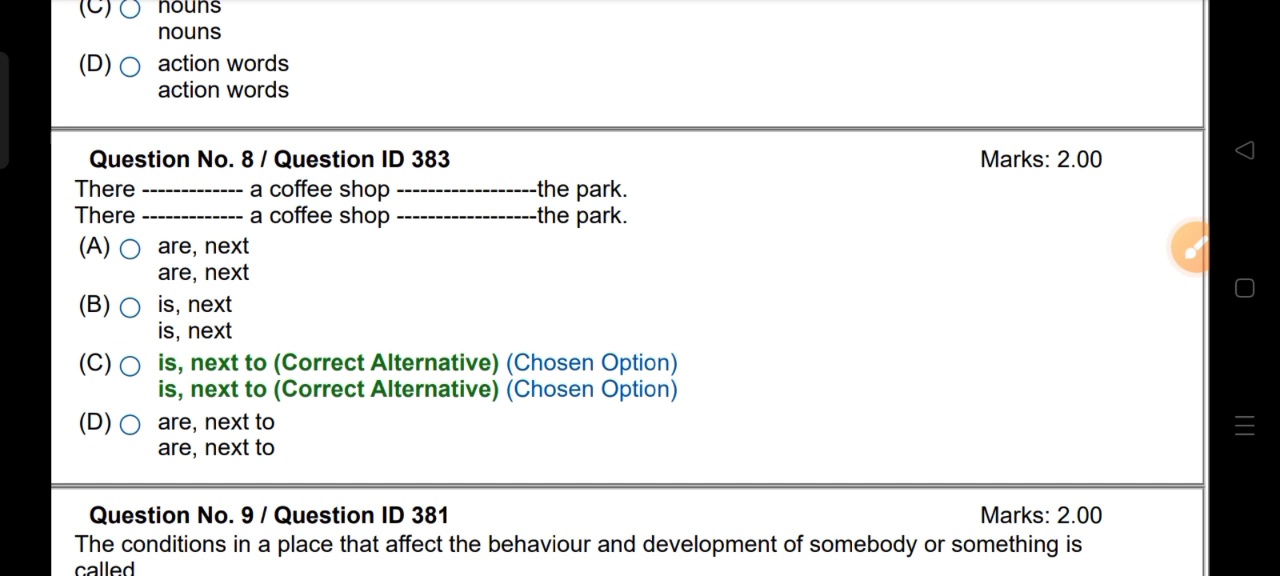 (C) nouns
nouns
(D) action words
action words
Question No. 8 / Question ID 383 Marks: 2.00
There ------------- a coffee shop ------------------the park.
There ------------- a coffee shop ------------------the park.
(A) are, next
are, next
(B) is, next
is, next
(C) is, next to (Correct Alternative) (Chosen Option)
is, next to (Correct Alternative) (Chosen Option)
(D) are, next to
are, next to
Question No. 9 / Question ID 381 Marks: 2.00
The conditions in a place that affect the behaviour and development of somebody or something is
called